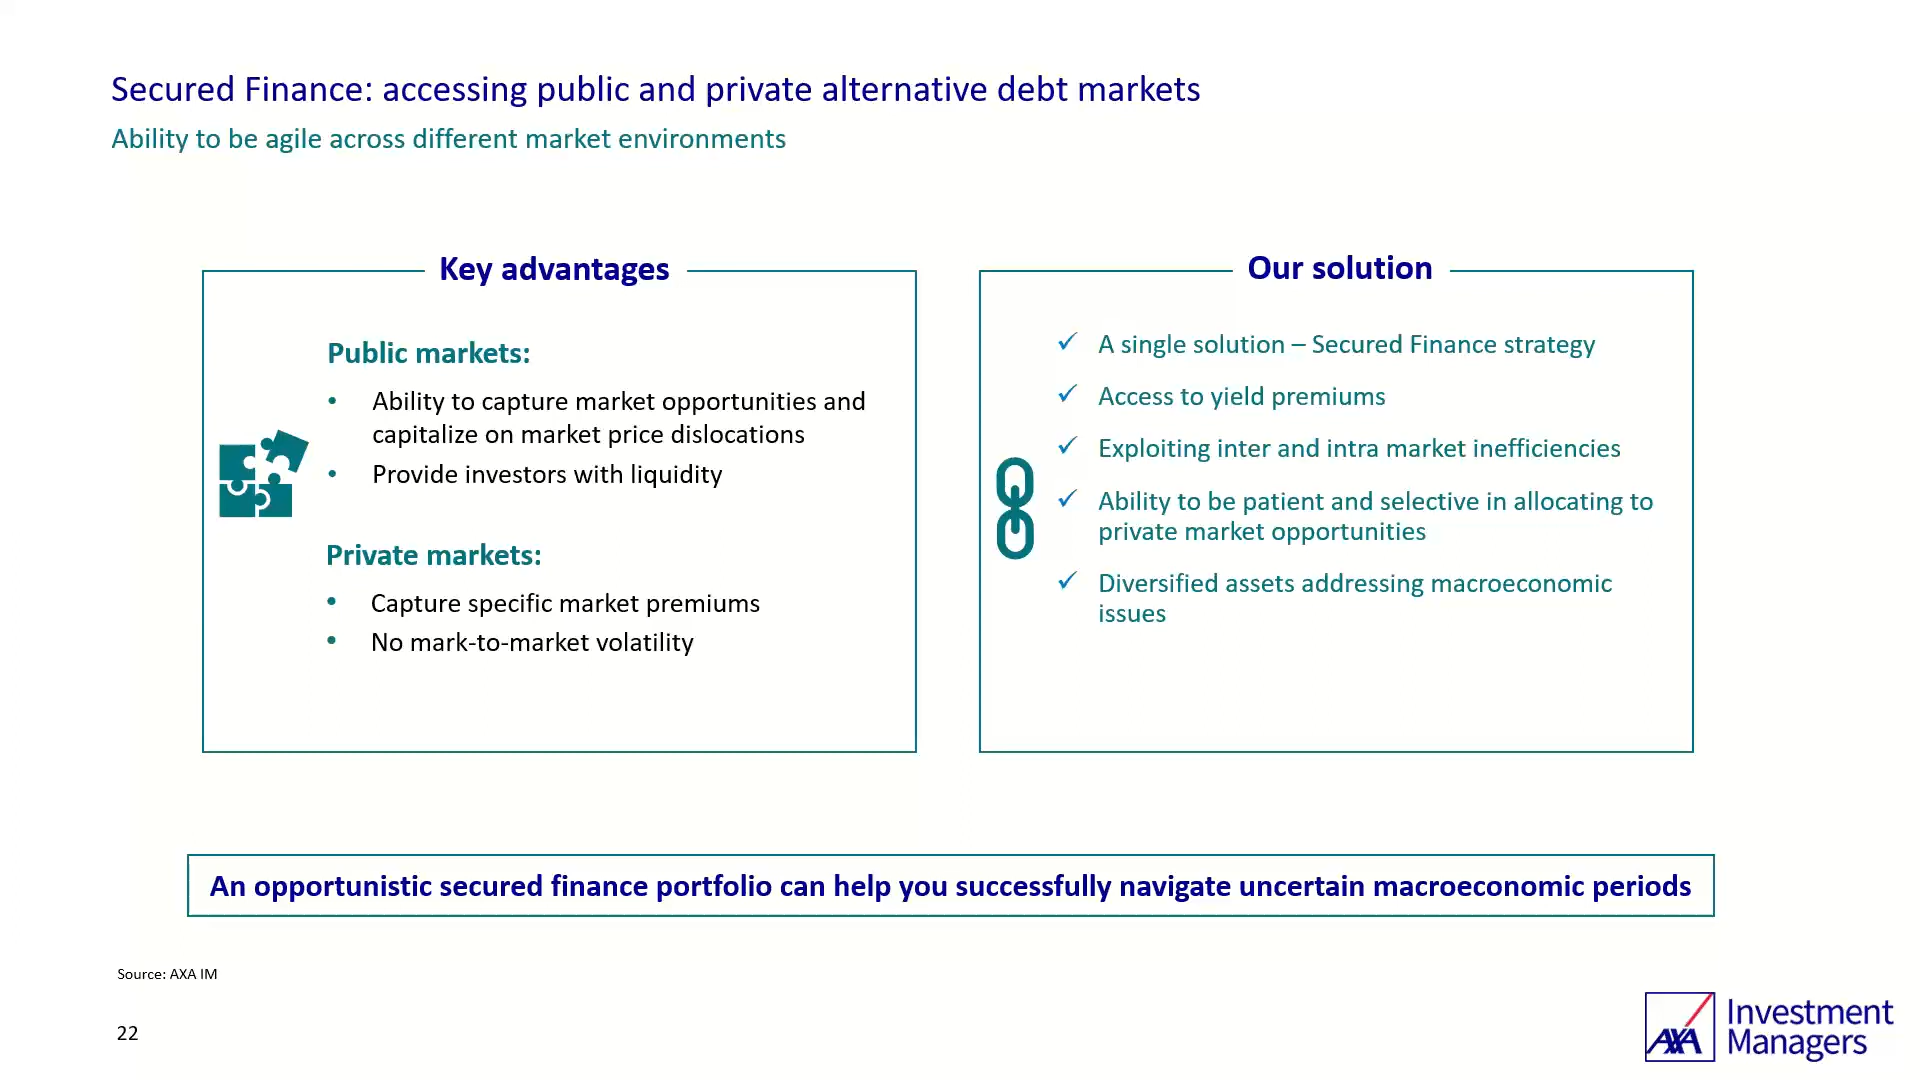 Secured Finance: accessing public and private alternative debt markets
Ability to be agile across different market environments
Key advantages
Public markets:
• Ability to capture market opportunities and
capitalize on market price dislocations
• Provide investors with liquidity
Private markets:
• Capture specific market premiums
• No mark-to-market volatility
Our solution
✓ A single solution – Secured Finance strategy
✓ Access to yield premiums
✓ Exploiting inter and intra market inefficiencies
✓ Ability to be patient and selective in allocating to
private market opportunities
✓ Diversified assets addressing macroeconomic
issues
An opportunistic secured finance portfolio can help you successfully navigate uncertain macroeconomic periods
Source: AXA IM
22
AXA
Investment
Managers